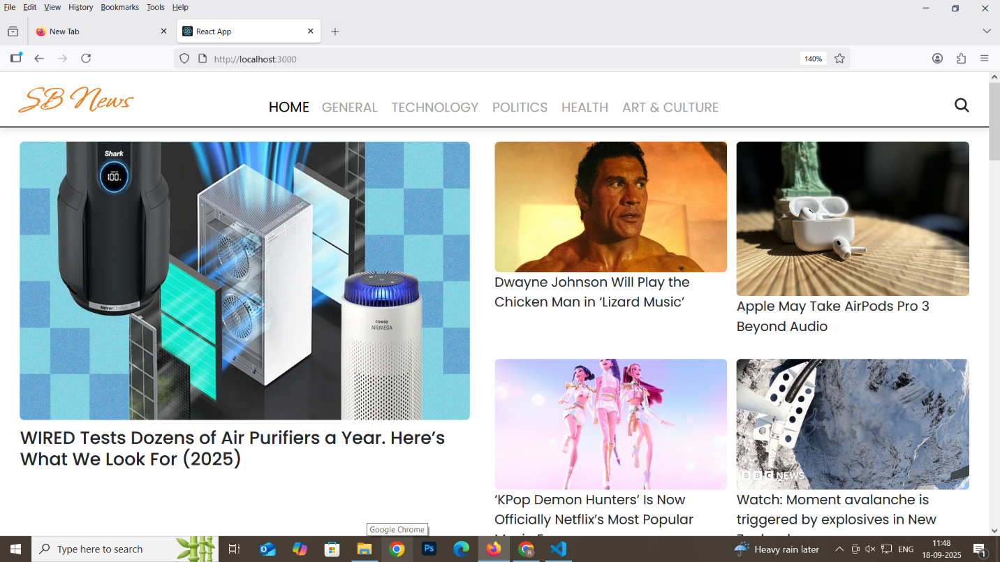 File Edit View History Bookmarks Tools Help
New Tab
React App
http://localhost:3000
140%
SB News
HOME GENERAL TECHNOLOGY POLITICS HEALTH ART & CULTURE
Shark
100
NeverChange
coway
AIRMEGA
WIRED Tests Dozens of Air Purifiers a Year. Here’s
What We Look For (2025)
Dwayne Johnson Will Play the
Chicken Man in ‘Lizard Music’
Apple May Take AirPods Pro 3
Beyond Audio
‘KPop Demon Hunters’ Is Now
Officially Netflix’s Most Popular
BBC NEWS
Watch: Moment avalanche is
triggered by explosives in New
Google Chrome
Type here to search
Ps
R
Heavy rain later
ENG
11:48
18-09-2025
1